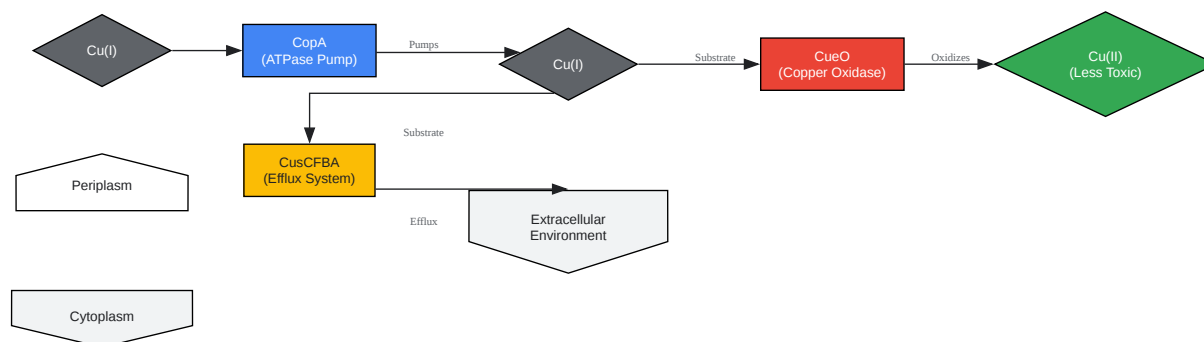 Cu(I)
CopA
(ATPase Pump)
Pumps
Cu(I)
Substrate
CueO
(Copper Oxidase)
Oxidizes
Cu(II)
(Less Toxic)
Substrate
CusCFBA
(Efflux System)
Periplasm
Efflux
Extracellular
Environment
Cytoplasm